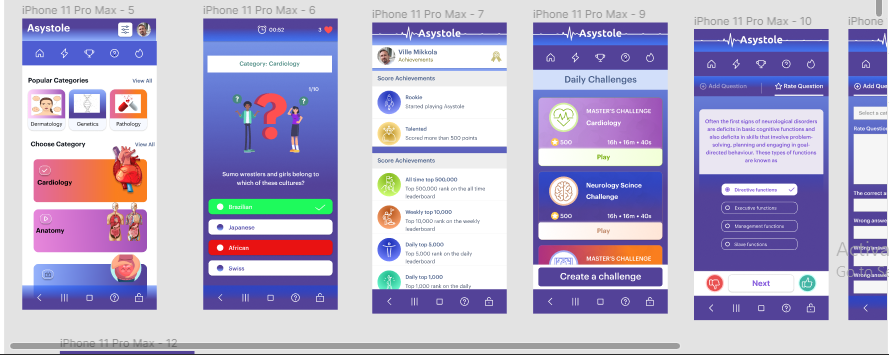 iPhone 11 Pro Max - 5
Asystole
Popular Categories
View All
Dermatology
Genetics
Pathology
Choose Category
View All
Cardiology
Anatomy
iPhone 11 Pro Max - 6
00:52
3
Category: Cardiology
1/10
Sumo wrestlers and girls belong to
which of these cultures?
Brazilian
Japanese
African
Swiss
iPhone 11 Pro Max - 7
Asystole
Ville Mikkola
Achievements
Score Achievements
Rookie
Started playing Asystole
Talented
Scored more than 500 points
Score Achievements
All time top 500,000
Top 500,000 rank on the all time
leaderboard
Weekly top 10,000
Top 10,000 rank on the weekly
leaderboard
Daily top 5,000
Top 5,000 rank on the daily
leaderboard
Daily top 1,000
Top 1,000 rank on the daily
iPhone 11 Pro Max - 9
Asystole
Daily Challenges
MASTER'S CHALLENGE
Cardiology
500
16h • 16m • 40s
Play
Neurology Scince
Challenge
500
16h • 16m • 40s
Play
MASTER'S CHALLENGE
Create a challenge
iPhone 11 Pro Max - 10
Asystole
Add Question
Rate Question
Often the first signs of neurological disorders
are deficits in basic cognitive functions and
also deficits in skills that involve problem-
solving, planning and engaging in goal-
directed behaviour. These types of functions
are known as
Directive functions
Executive functions
Management functions
Slave functions
Next
iPhone
Add Que
Select a cat
Rate Question
The correct a
Wrong answer
Wrong answer
Wrong answer
Activa
Go to Se
iPhone 11 Pro Max - 12